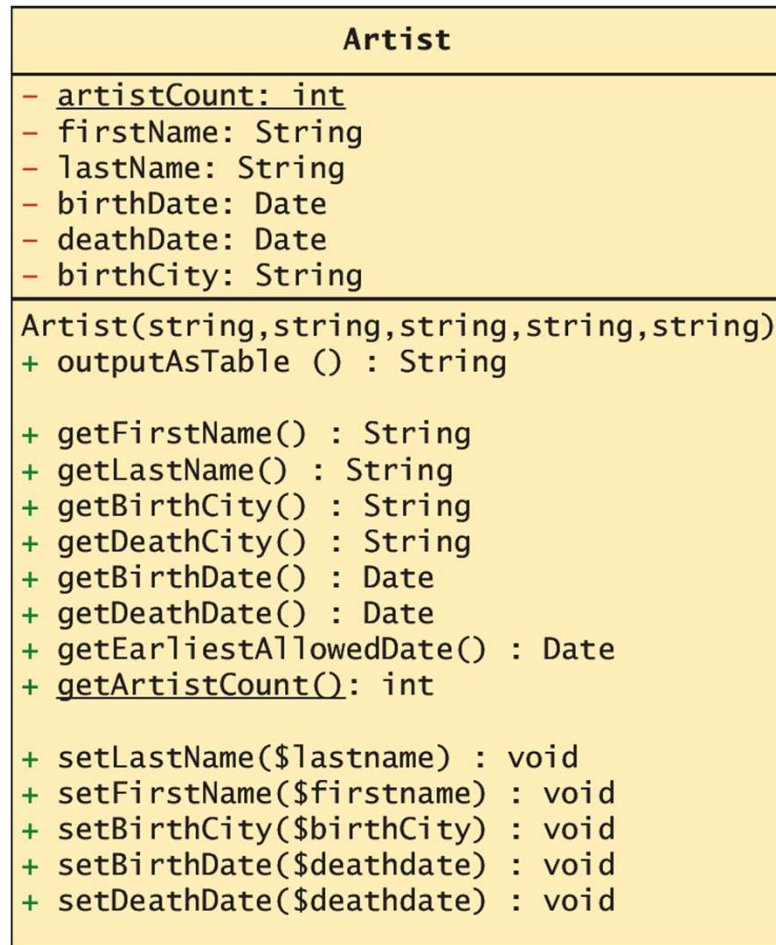 Artist
- artistCount: int
- firstName: String
- lastName: String
- birthDate: Date
- deathDate: Date
- birthCity: String
Artist(string,string,string,string,string)
+ outputAsTable () : String
+ getFirstName() : String
+ getLastName() : String
+ getBirthCity() : String
+ getDeathCity() : String
+ getBirthDate() : Date
+ getDeathDate() : Date
+ getEarliestAllowedDate() : Date
+ getArtistCount(): int
+ setLastName($lastname) : void
+ setFirstName($firstname) : void
+ setBirthCity($birthCity) : void
+ setBirthDate($deathdate) : void
+ setDeathDate($deathdate) : void